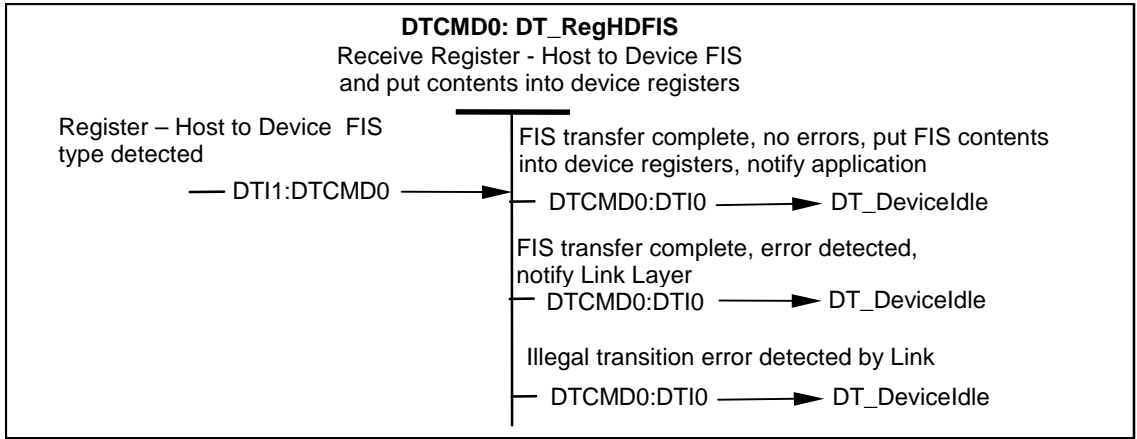 DTCMD0: DT_RegHDFIS
Receive Register - Host to Device FIS
and put contents into device registers
Register – Host to Device FIS
type detected
DTI1:DTCMD0
FIS transfer complete, no errors, put FIS contents
into device registers, notify application
DTCMD0:DTI0 DT_DeviceIdle
FIS transfer complete, error detected,
notify Link Layer
DTCMD0:DTI0 DT_DeviceIdle
Illegal transition error detected by Link
DTCMD0:DTI0 DT_DeviceIdle